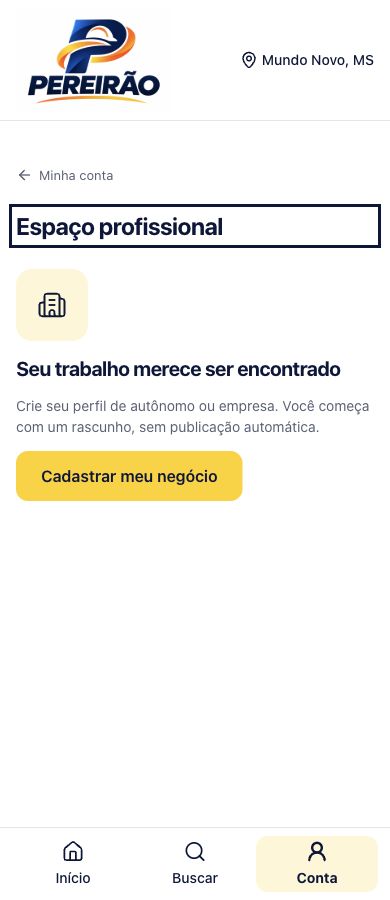 PEREIRÃO
Mundo Novo, MS
Minha conta
Espaço profissional
Seu trabalho merece ser encontrado
Crie seu perfil de autônomo ou empresa. Você começa
com um rascunho, sem publicação automática.
Cadastrar meu negócio
Início
Buscar
Conta